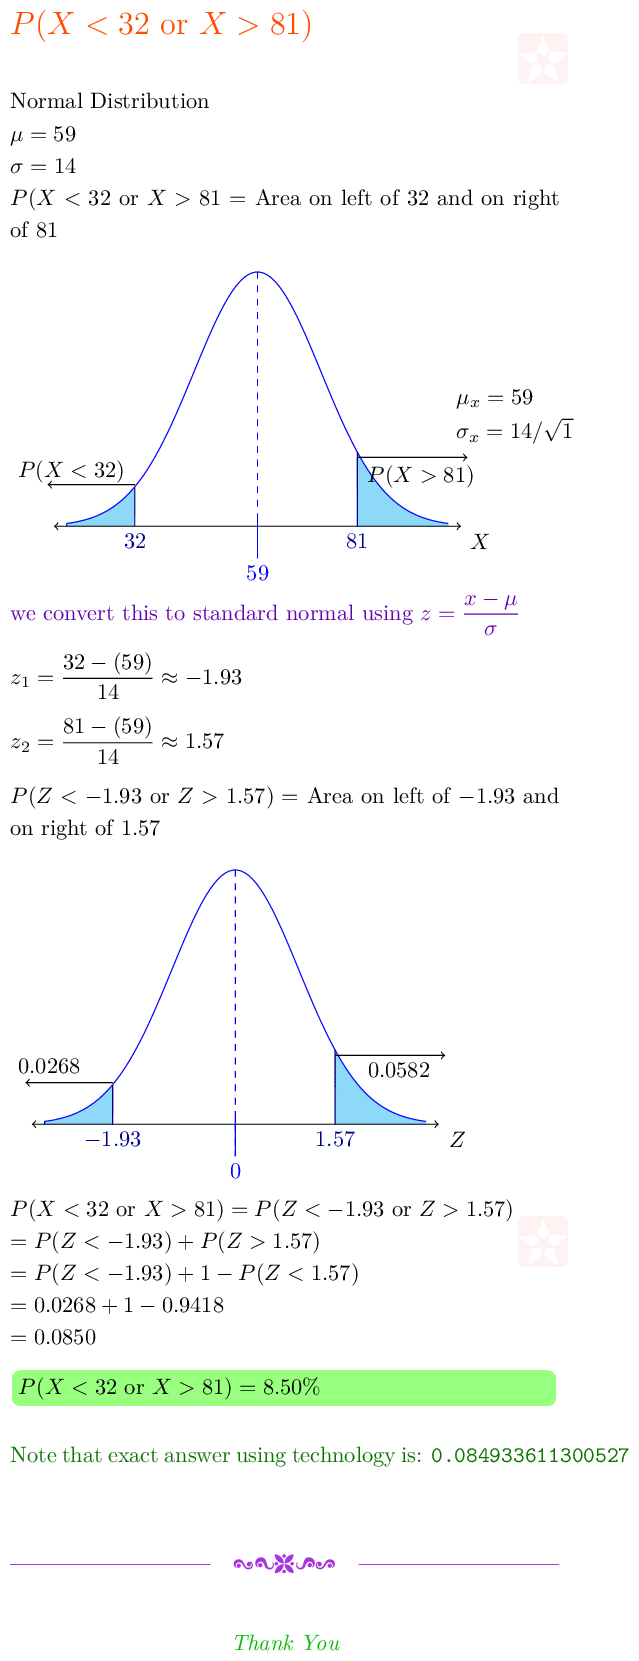 P(X < 32 or X > 81)
Normal Distribution
μ = 59
σ = 14
P(X < 32 or X > 81 = Area on left of 32 and on right
of 81
μₓ = 59
σₓ = 14/√1
P(X < 32)
P(X > 81)
32
81
X
59
we convert this to standard normal using z = (x − μ)/σ
z₁ = (32 − (59))/14 ≈ −1.93
z₂ = (81 − (59))/14 ≈ 1.57
P(Z < −1.93 or Z > 1.57) = Area on left of −1.93 and
on right of 1.57
0.0268
0.0582
−1.93
1.57
Z
0
P(X < 32 or X > 81) = P(Z < −1.93 or Z > 1.57)
= P(Z < −1.93) + P(Z > 1.57)
= P(Z < −1.93) + 1 − P(Z < 1.57)
= 0.0268 + 1 − 0.9418
= 0.0850
P(X < 32 or X > 81) = 8.50%
Note that exact answer using technology is: 0.084933611300527
Thank You